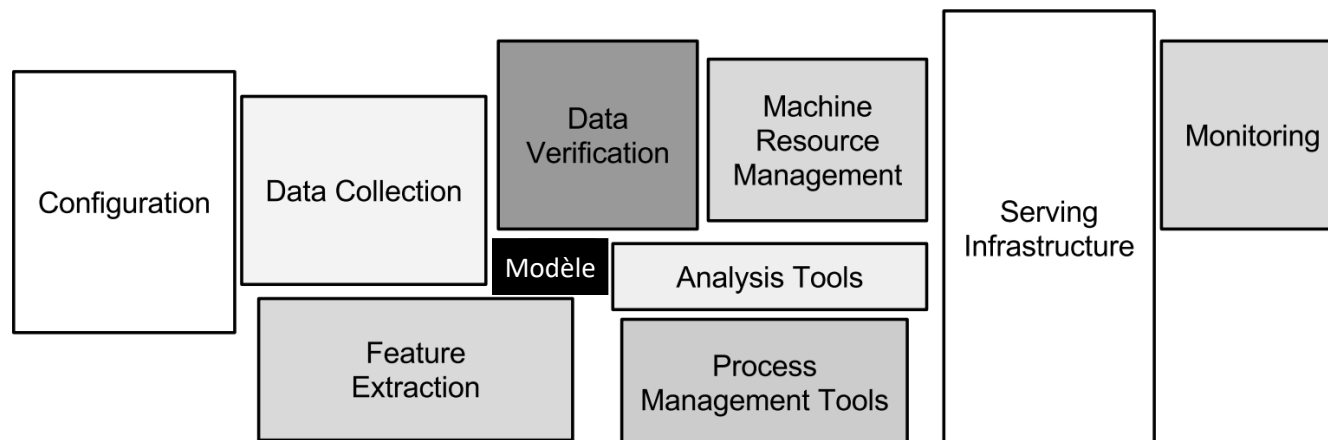 Configuration
Data Collection
Data
Verification
Machine
Resource
Management
Monitoring
Serving
Infrastructure
Modèle
Analysis Tools
Feature
Extraction
Process
Management Tools